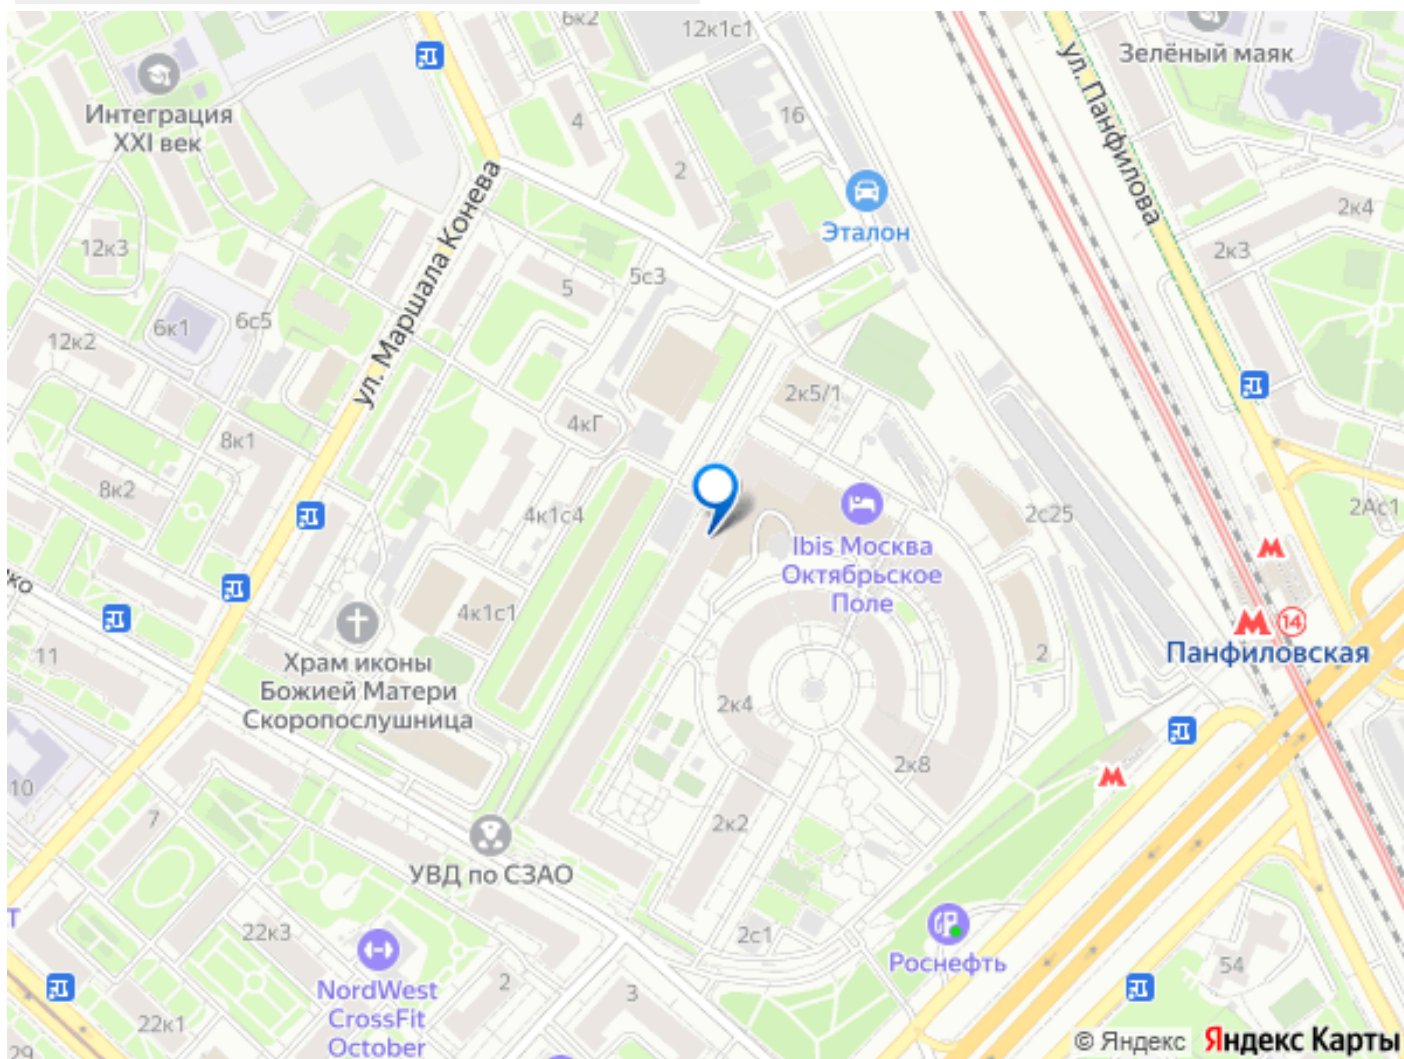 6к2
12к1с1
Зелёный маяк
ул. Панфилова
Интеграция
XXI век
4
16
2
2к4
12к3
ул. Маршала Конева
Эталон
2к3
5с3
5
6к1
6с5
12к2
2к5/1
4кГ
8к1
8к2
4к1с4
2с25
2Ас1
Ibis Москва
Октябрьское
Поле
ко
4к1с1
14
Панфиловская
11
Храм иконы
Божией Матери
Скоропослушница
2
2к4
2к8
10
7
2к2
УВД по СЗАО
Т
22к3
2с1
Роснефть
54
NordWest
CrossFit
October
2
3
22к1
29
© Яндекс Яндекс Карты